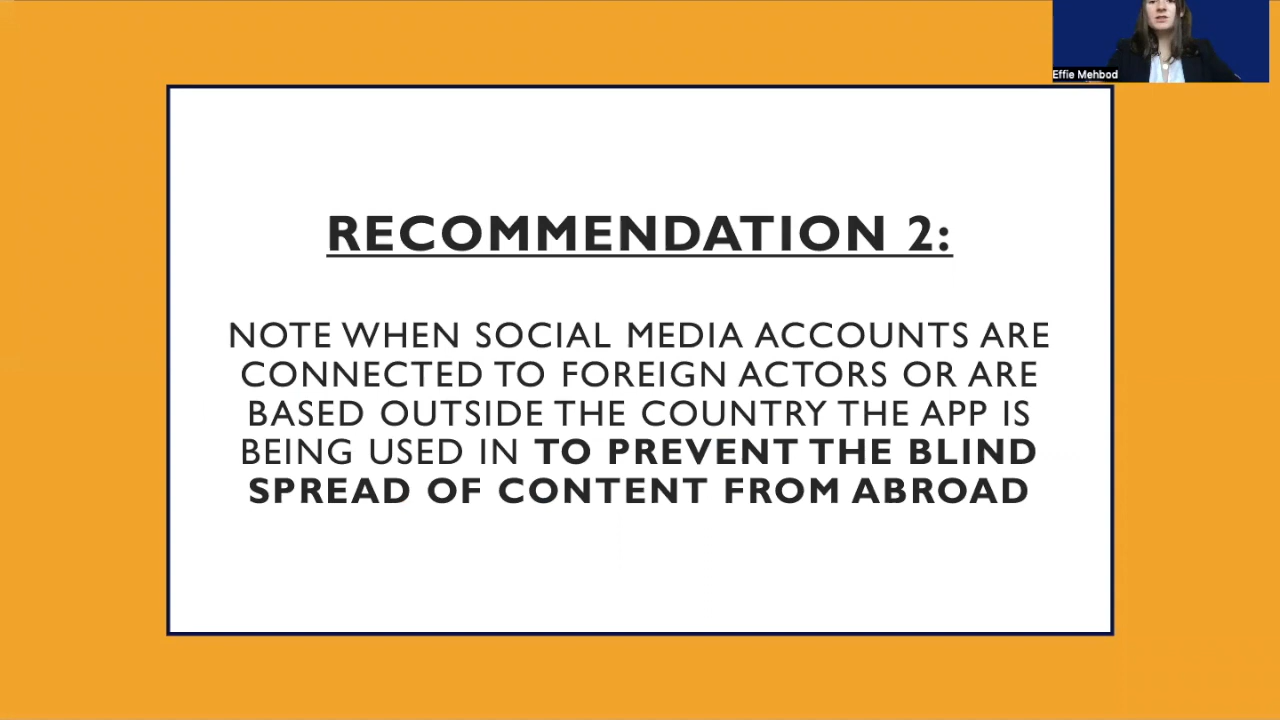 Effie Mehbod
RECOMMENDATION 2:
NOTE WHEN SOCIAL MEDIA ACCOUNTS ARE
CONNECTED TO FOREIGN ACTORS OR ARE
BASED OUTSIDE THE COUNTRY THE APP IS
BEING USED IN TO PREVENT THE BLIND
SPREAD OF CONTENT FROM ABROAD